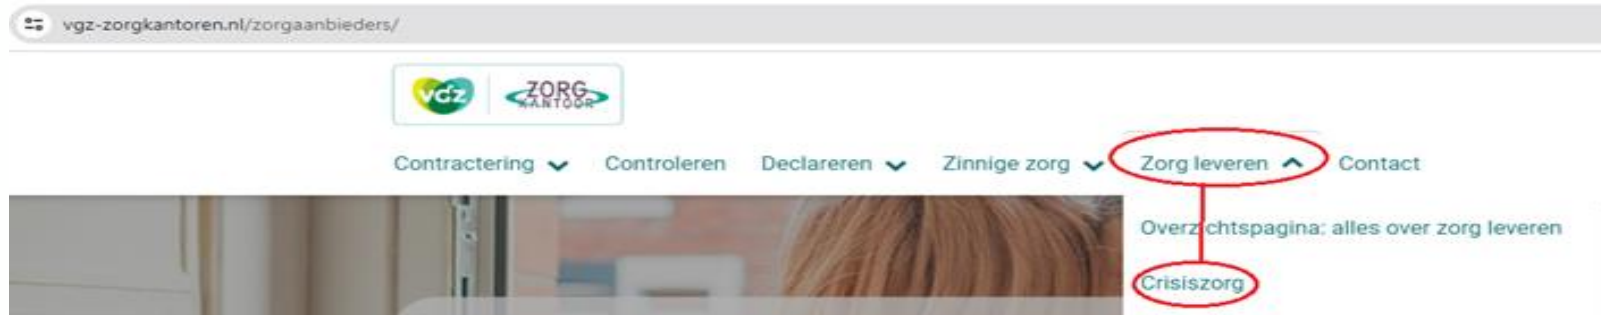 vgz-zorgkantoren.nl/zorgaanbieders/
vgz ZORG
KANTOOR
Contractering Controleren Declareren Zinnige zorg Zorg leveren Contact
Overzichtspagina: alles over zorg leveren
Crisiszorg